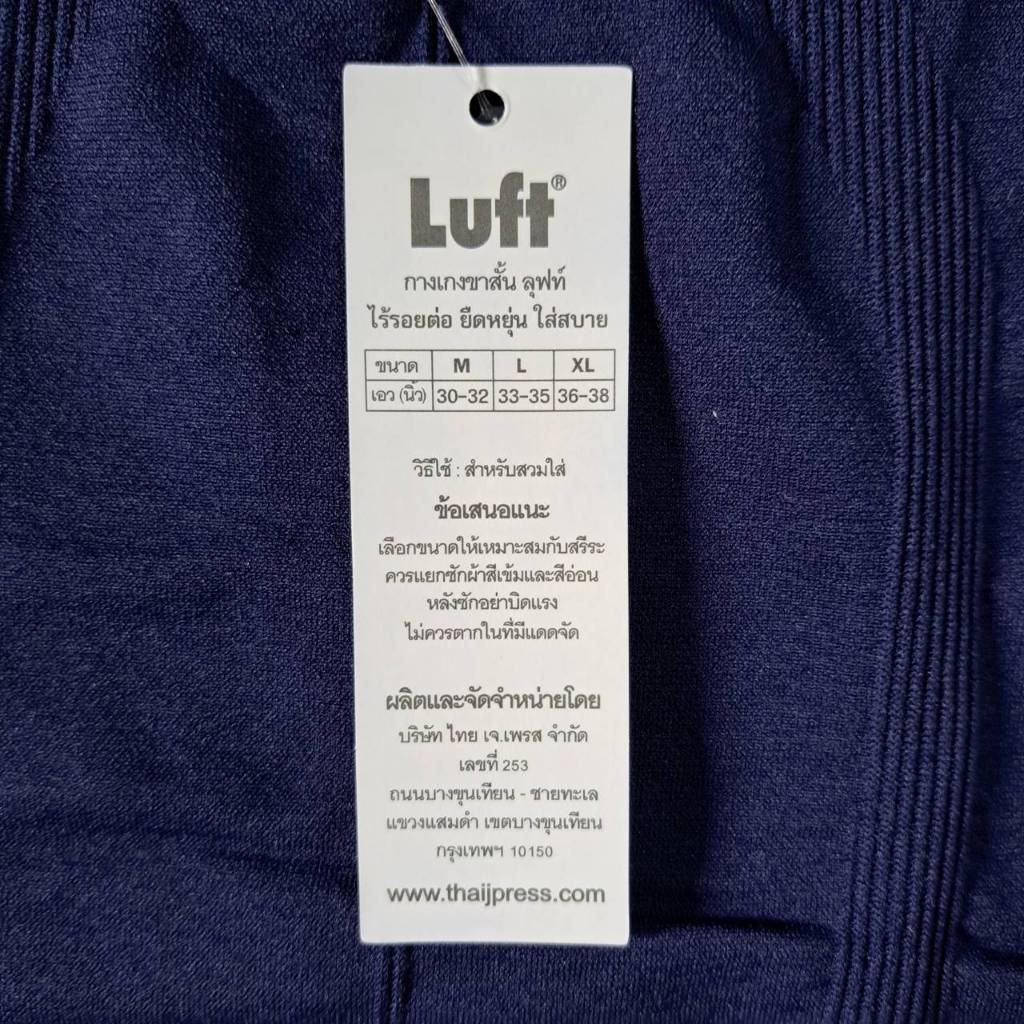 Luft®
กางเกงขาสั้น ลุฟท์
ไร้รอยต่อ ยืดหยุ่น ใส่สบาย
ขนาด M L XL
เอว (นิ้ว) 30-32 33-35 36-38
วิธีใช้ : สำหรับสวมใส่
ข้อเสนอแนะ
เลือกขนาดให้เหมาะสมกับสรีระ
ควรแยกซักผ้าสีเข้มและสีอ่อน
หลังซักอย่าบิดแรง
ไม่ควรตากในที่มีแดดจัด
ผลิตและจัดจำหน่ายโดย
บริษัท ไทย เจ.เพรส จำกัด
เลขที่ 253
ถนนบางขุนเทียน - ชายทะเล
แขวงแสมดำ เขตบางขุนเทียน
กรุงเทพฯ 10150
www.thaijpress.com